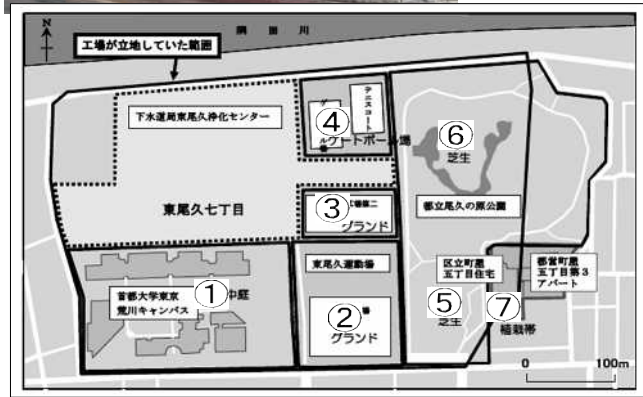 N
隅田川
工場が立地していた範囲
下水道局東尾久浄化センター
テニスコート
④
ゲートボール場
⑥
芝生
③
グランド
東尾久七丁目
都立尾久の原公園
東尾久運動場
区立町屋
五丁目住宅
都営町屋
五丁目第3
アパート
首都大学東京
荒川キャンパス
①
中庭
②
グランド
⑤
芝生
⑦
植栽帯
0
100m